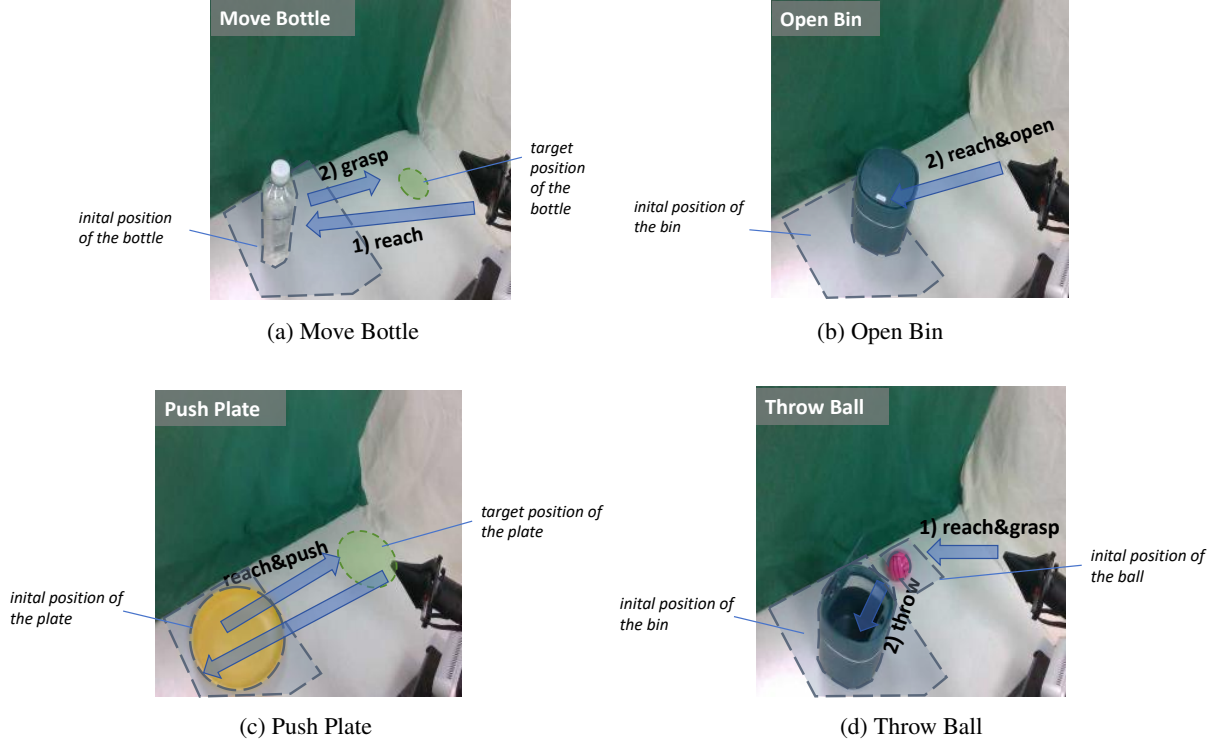 Move Bottle
2) grasp
target
position
of the
bottle
inital position
of the bottle
1) reach
(a) Move Bottle
Open Bin
2) reach&open
inital position of
the bin
(b) Open Bin
Push Plate
target position of
the plate
reach&push
inital position of
the plate
(c) Push Plate
Throw Ball
1) reach&grasp
inital position of
the ball
inital position of
the bin
2) throw
(d) Throw Ball